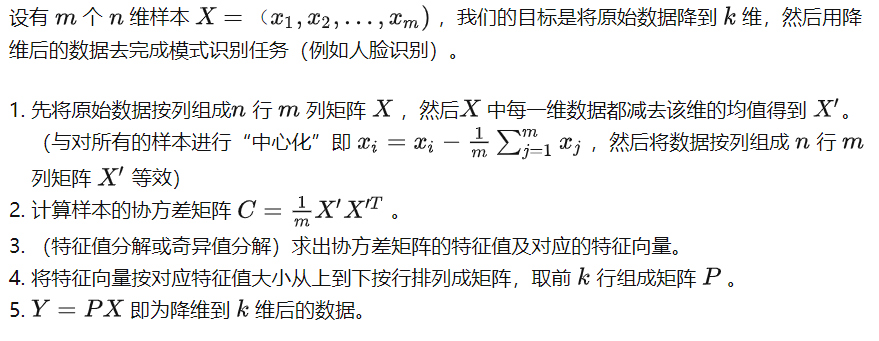 设有 m 个 n 维样本 X = （x₁, x₂, . . . , xₘ) ，我们的目标是将原始数据降到 k 维，然后用降
维后的数据去完成模式识别任务（例如人脸识别）。
1. 先将原始数据按列组成n 行 m 列矩阵 X ，然后X 中每一维数据都减去该维的均值得到 X′。
（与对所有的样本进行“中心化”即 xᵢ = xᵢ − \frac{1}{m} ∑_{j=1}^{m} xⱼ ，然后将数据按列组成 n 行 m
列矩阵 X′ 等效）
2. 计算样本的协方差矩阵 C = \frac{1}{m} X′X′ᵀ 。
3. （特征值分解或奇异值分解）求出协方差矩阵的特征值及对应的特征向量。
4. 将特征向量按对应特征值大小从上到下按行排列成矩阵，取前 k 行组成矩阵 P 。
5. Y = PX 即为降维到 k 维后的数据。